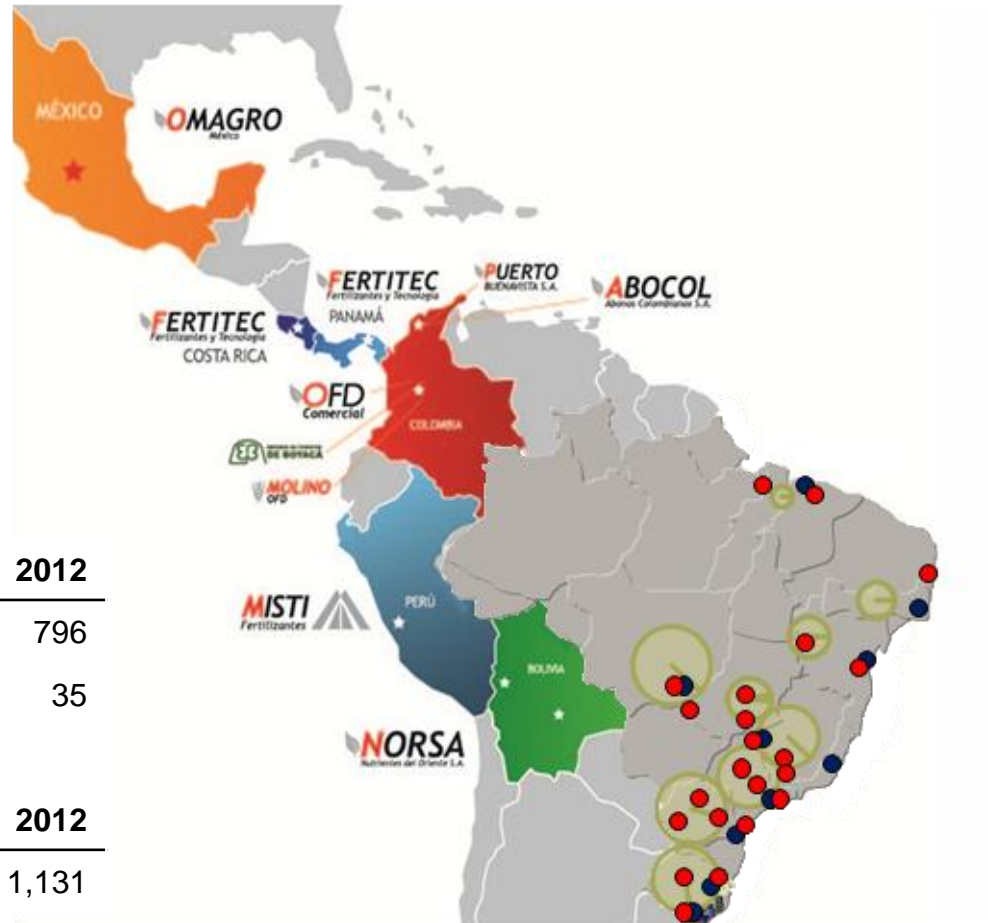 MÉXICO
OMAGRO
México
FERTITEC
Fertilizantes y Tecnología
PANAMÁ
PUERTO
BUENAVISTA S.A.
ABOCOL
Abonos Colombianos S.A.
FERTITEC
Fertilizantes y Tecnología
COSTA RICA
OFD
Comercial
COLOMBIA
DE BOYACÁ
MOLINO
OFD
2012
796
35
MISTI
Fertilizantes
PERÚ
BOLIVIA
NORSA
Nutrientes del Oriente S.A.
2012
1,131